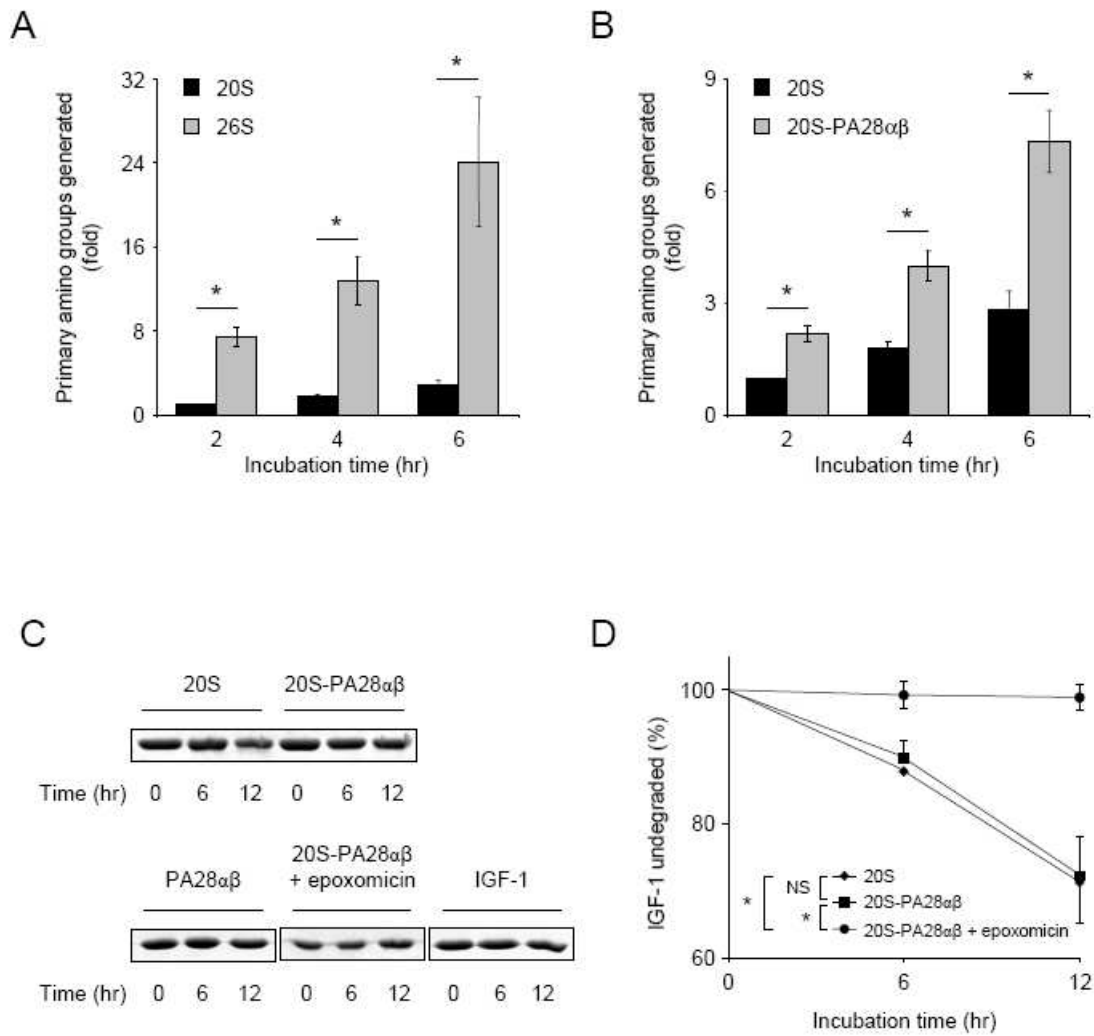 A
Primary amino groups generated
(fold)
32
24
16
8
0
20S
26S
*
*
*
2 4 6
Incubation time (hr)
B
Primary amino groups generated
(fold)
9
6
3
0
20S
20S-PA28αβ
*
*
*
2 4 6
Incubation time (hr)
C
20S 20S-PA28αβ
Time (hr) 0 6 12 0 6 12
PA28αβ
20S-PA28αβ
+ epoxomicin
IGF-1
Time (hr) 0 6 12 0 6 12 0 6 12
D
IGF-1 undegraded (%)
100
80
60
* NS
20S
20S-PA28αβ
*
20S-PA28αβ + epoxomicin
0 6 12
Incubation time (hr)